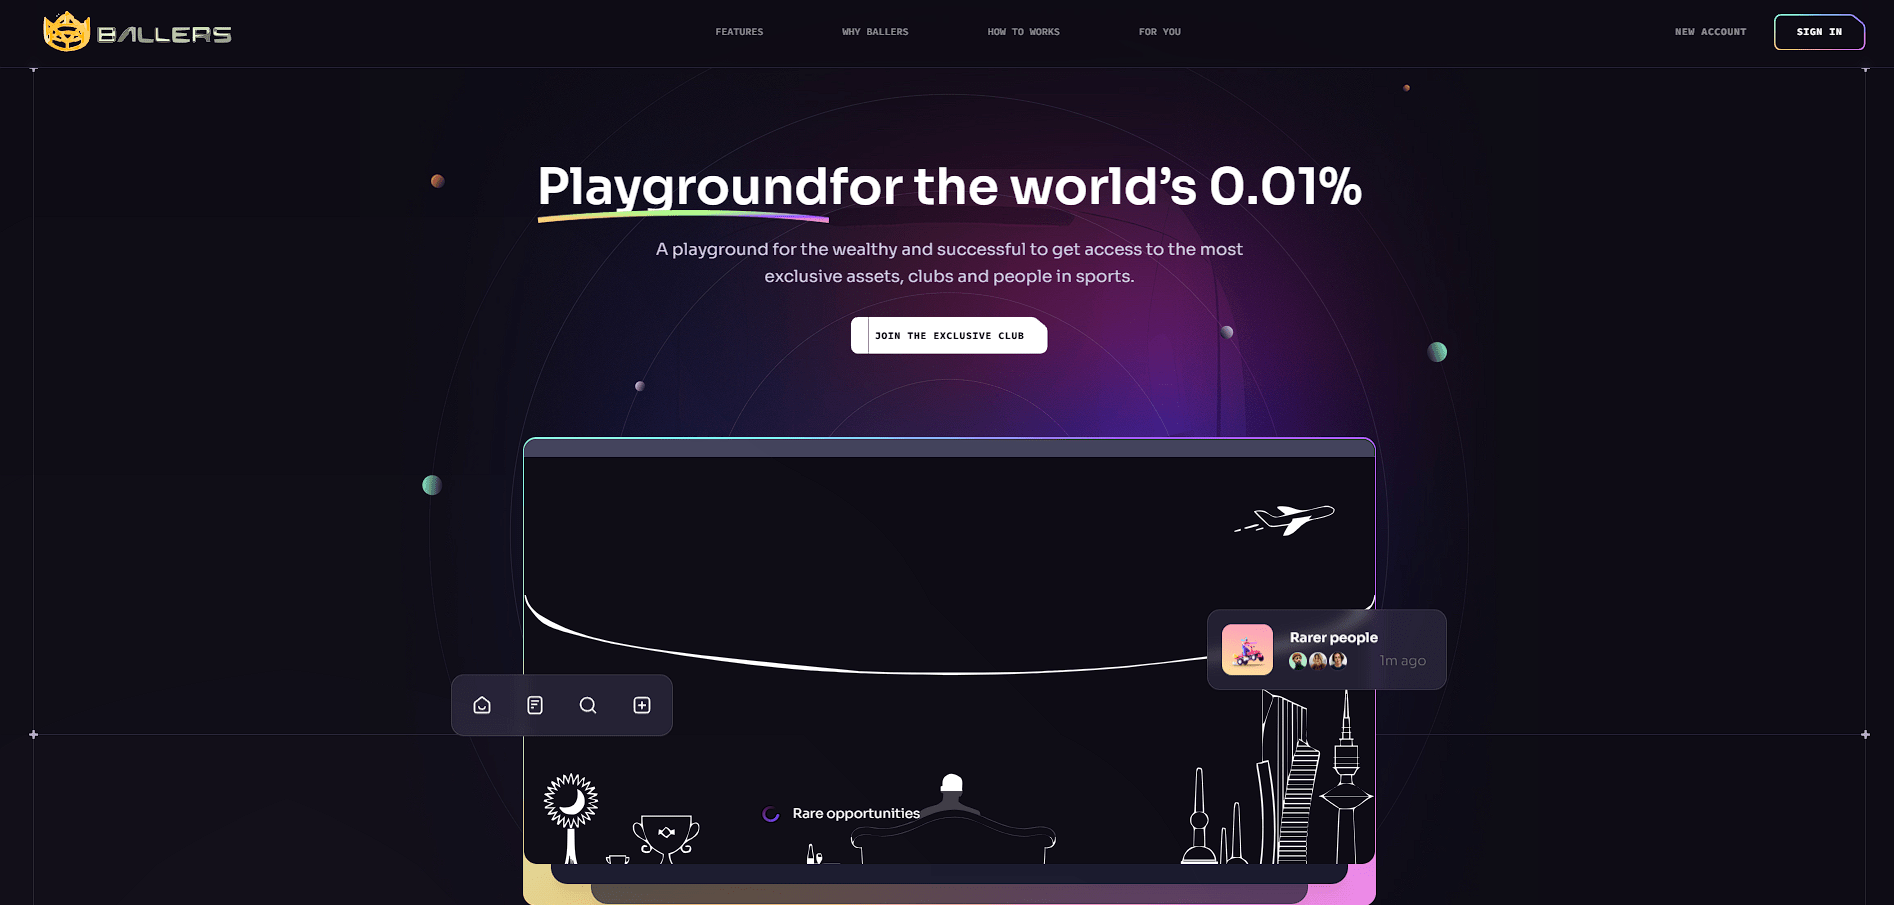 BALLERS
FEATURES
WHY BALLERS
HOW TO WORKS
FOR YOU
NEW ACCOUNT
SIGN IN
Playgroundfor the world’s 0.01%
A playground for the wealthy and successful to get access to the most
exclusive assets, clubs and people in sports.
JOIN THE EXCLUSIVE CLUB
Rarer people
1m ago
Rare opportunities